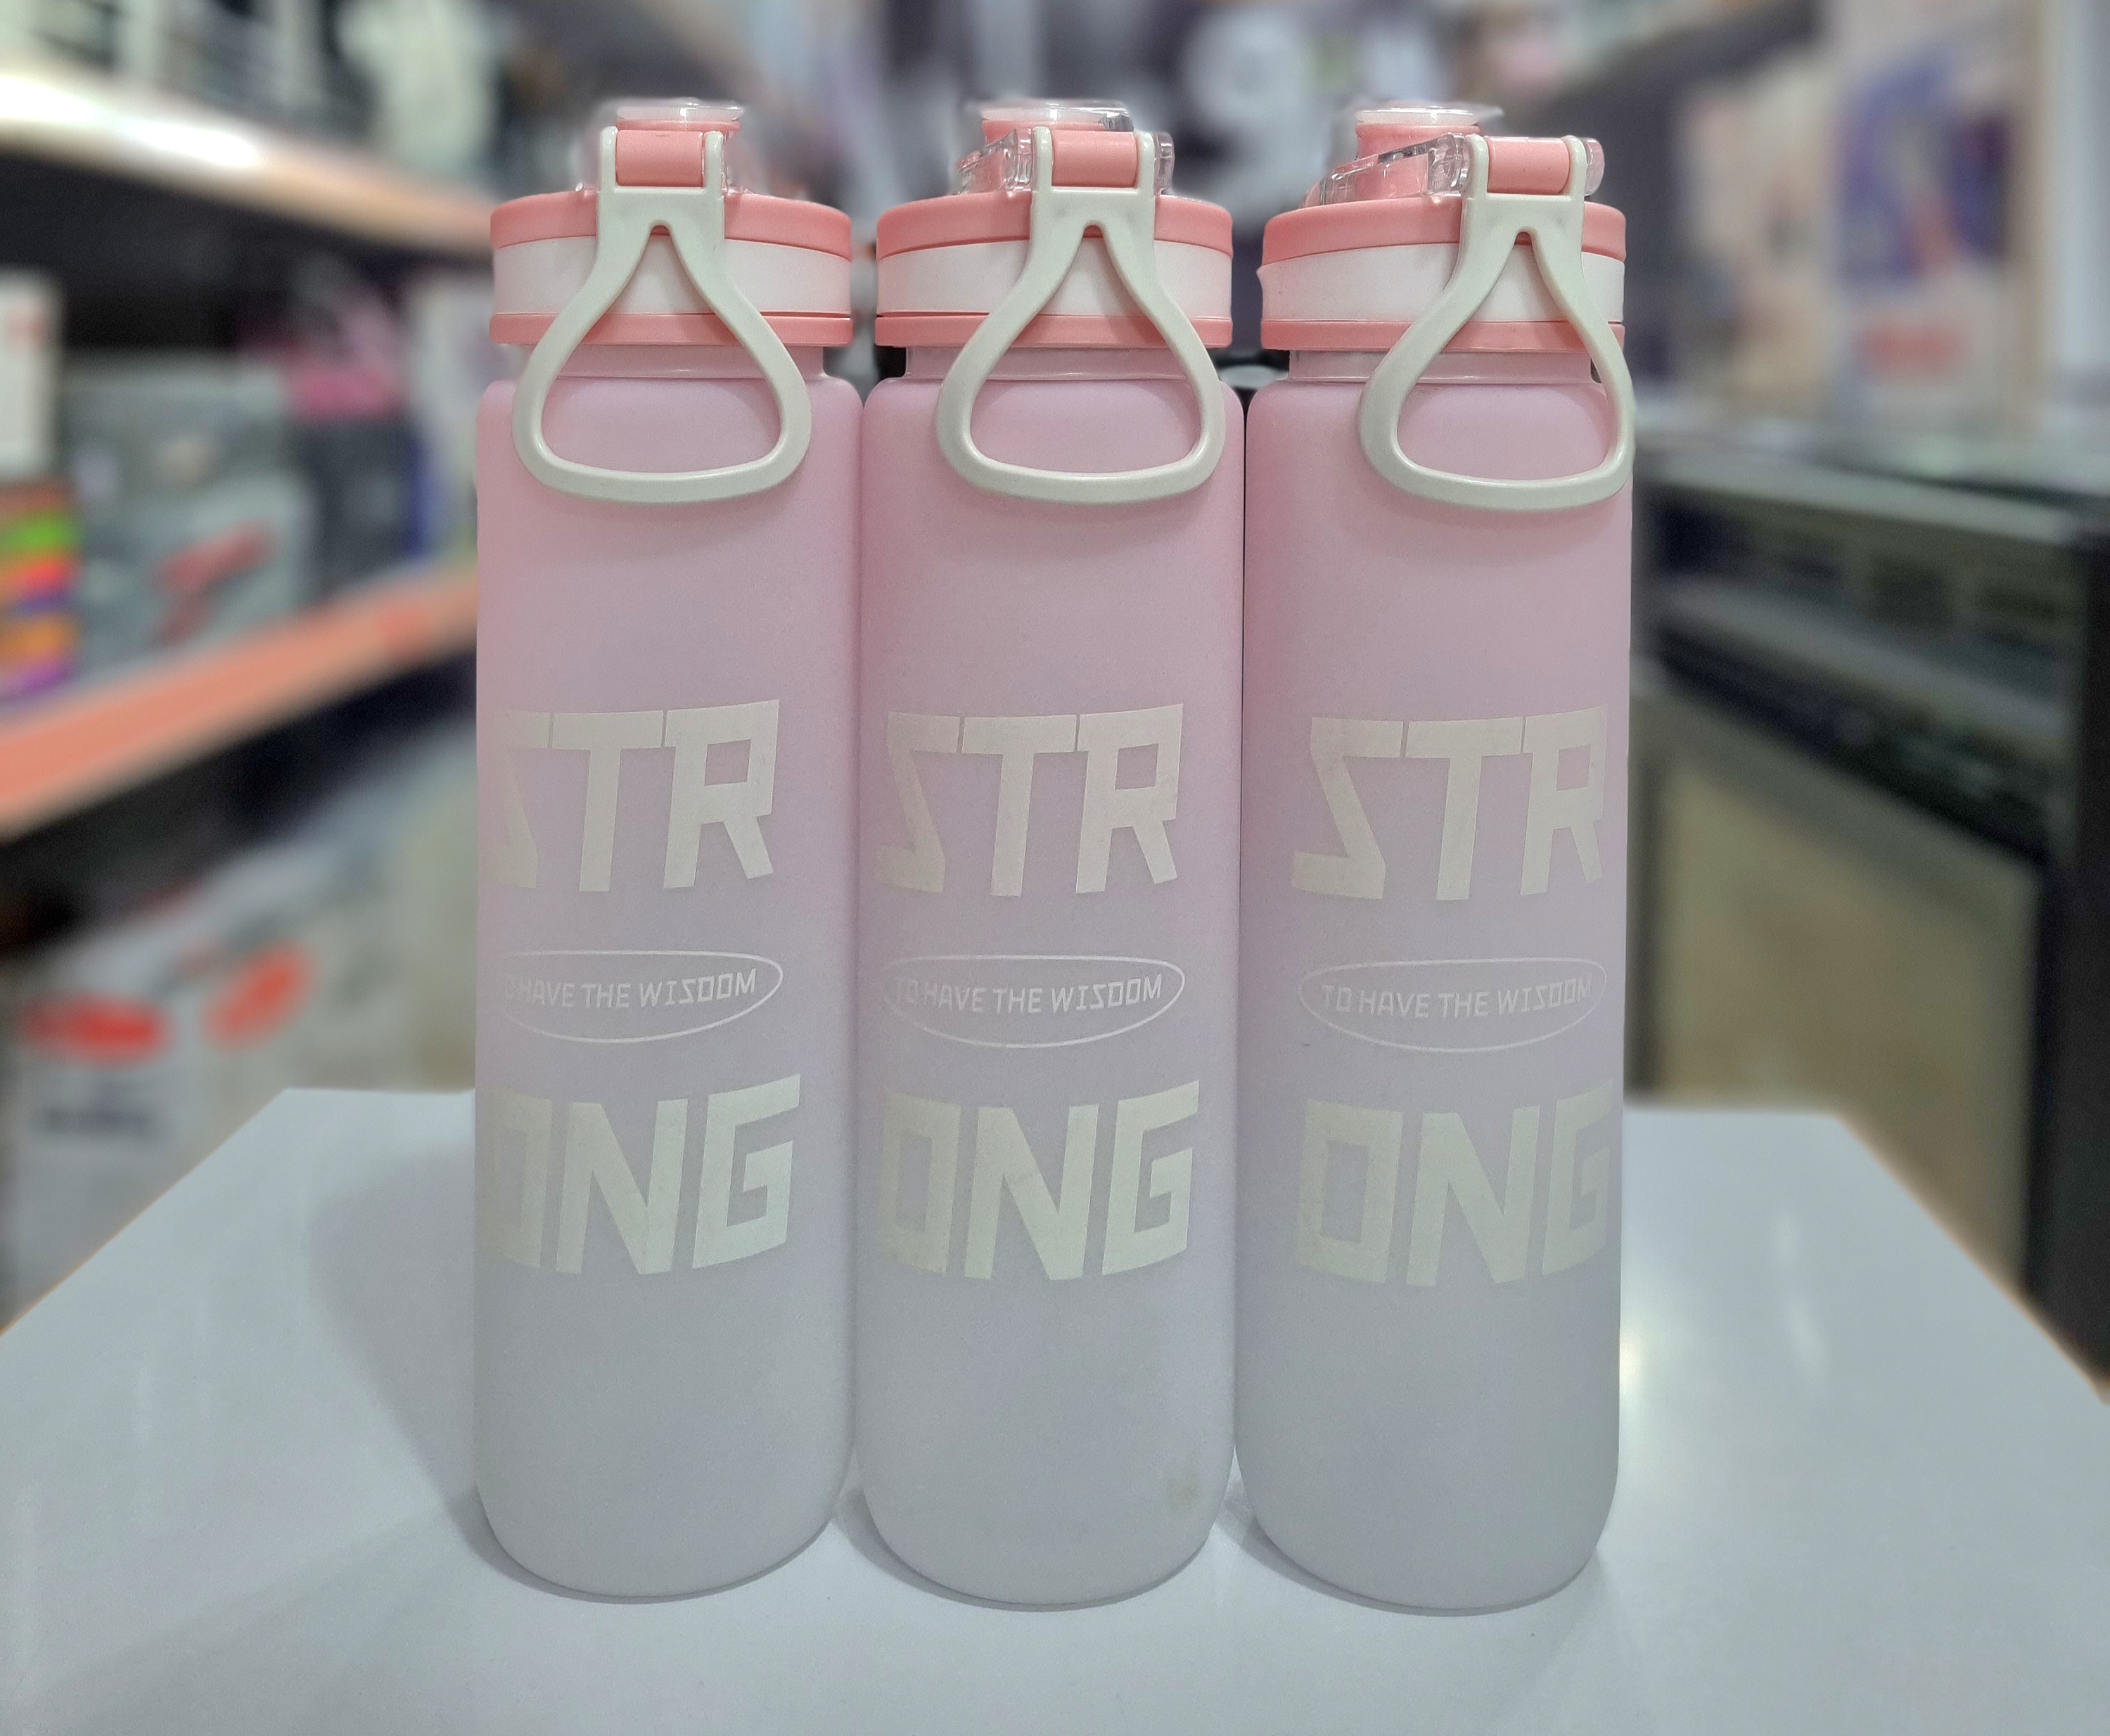 STR
TO HAVE THE WISDOM
ONG
STR
TO HAVE THE WISDOM
ONG
STR
TO HAVE THE WISDOM
ONG